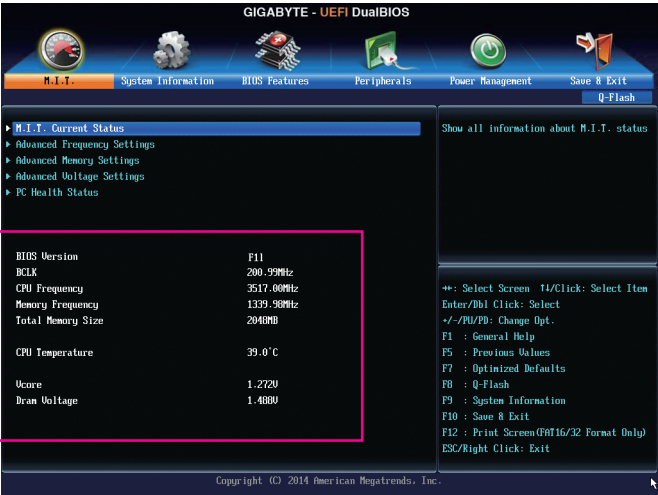 GIGABYTE - UEFI DualBIOS
M.I.T.
System Information
BIOS Features
Peripherals
Power Management
Save & Exit
Q-Flash
M.I.T. Current Status
Advanced Frequency Settings
Advanced Memory Settings
Advanced Voltage Settings
PC Health Status
BIOS Version F1l
BCLK 200.99MHz
CPU Frequency 3517.00MHz
Memory Frequency 1339.98MHz
Total Memory Size 2048MB
CPU Temperature 39.0°C
Vcore 1.272V
Dram Voltage 1.488V
Show all information about M.I.T. status
↔: Select Screen ↑↓/Click: Select Item
Enter/Dbl Click: Select
+/-/PU/PD: Change Opt.
F1 : General Help
F5 : Previous Values
F7 : Optimized Defaults
F8 : Q-Flash
F9 : System Information
F10 : Save & Exit
F12 : Print Screen(FAT16/32 Format Only)
ESC/Right Click: Exit
Copyright (C) 2014 American Megatrends, Inc.